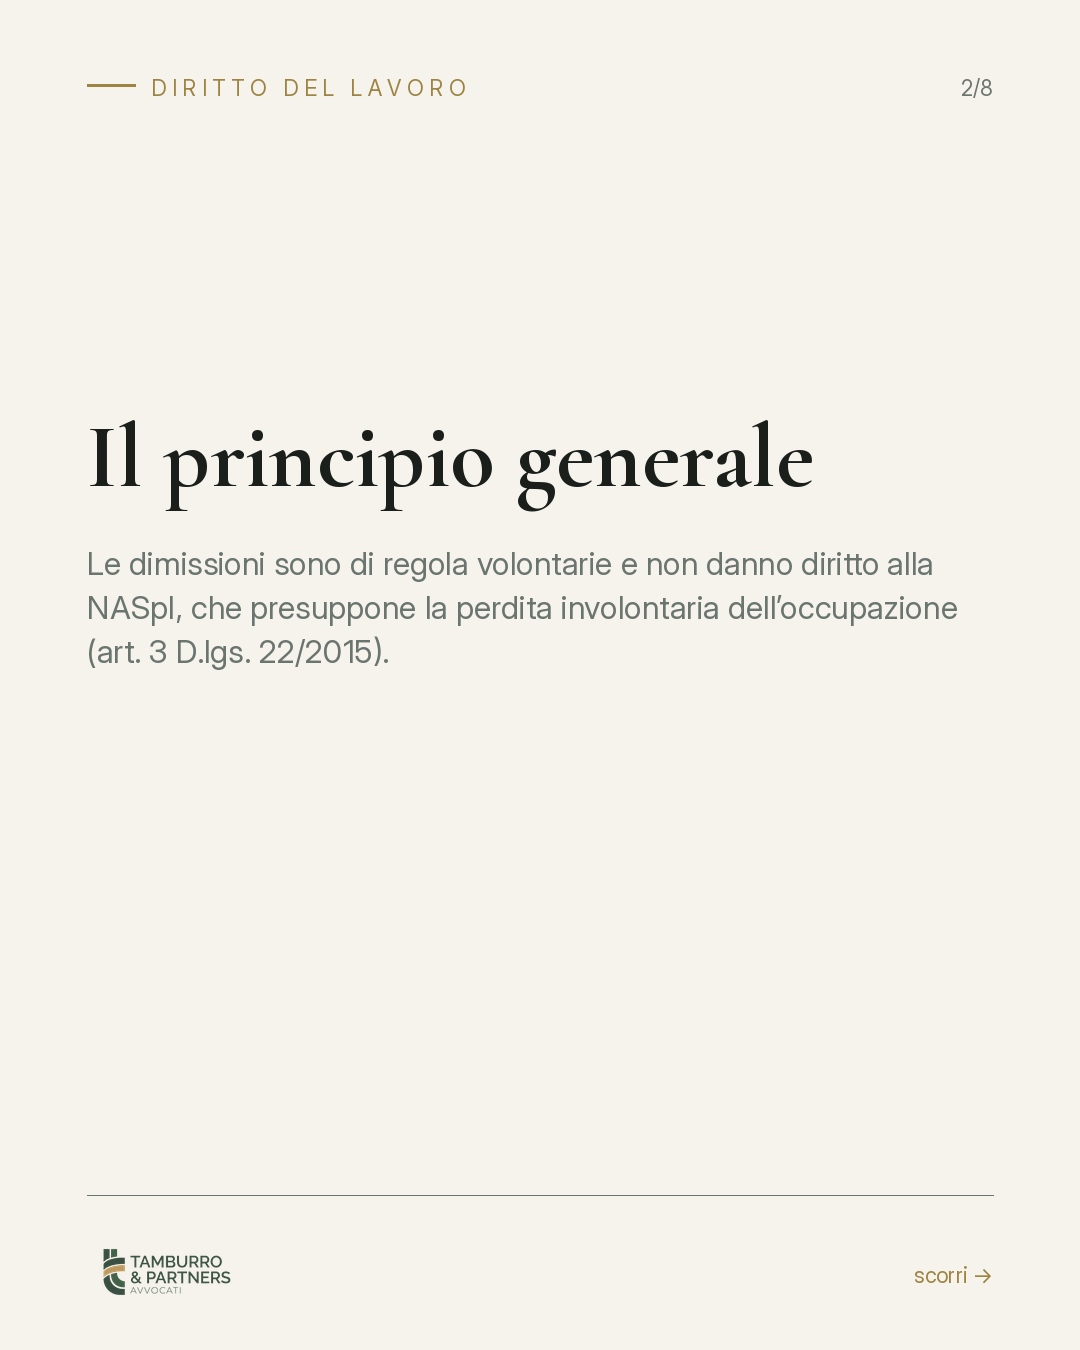 DIRITTO DEL LAVORO
2/8
Il principio generale
Le dimissioni sono di regola volontarie e non danno diritto alla
NASpI, che presuppone la perdita involontaria dell’occupazione
(art. 3 D.lgs. 22/2015).
TAMBURRO
& PARTNERS
AVVOCATI
scorri →